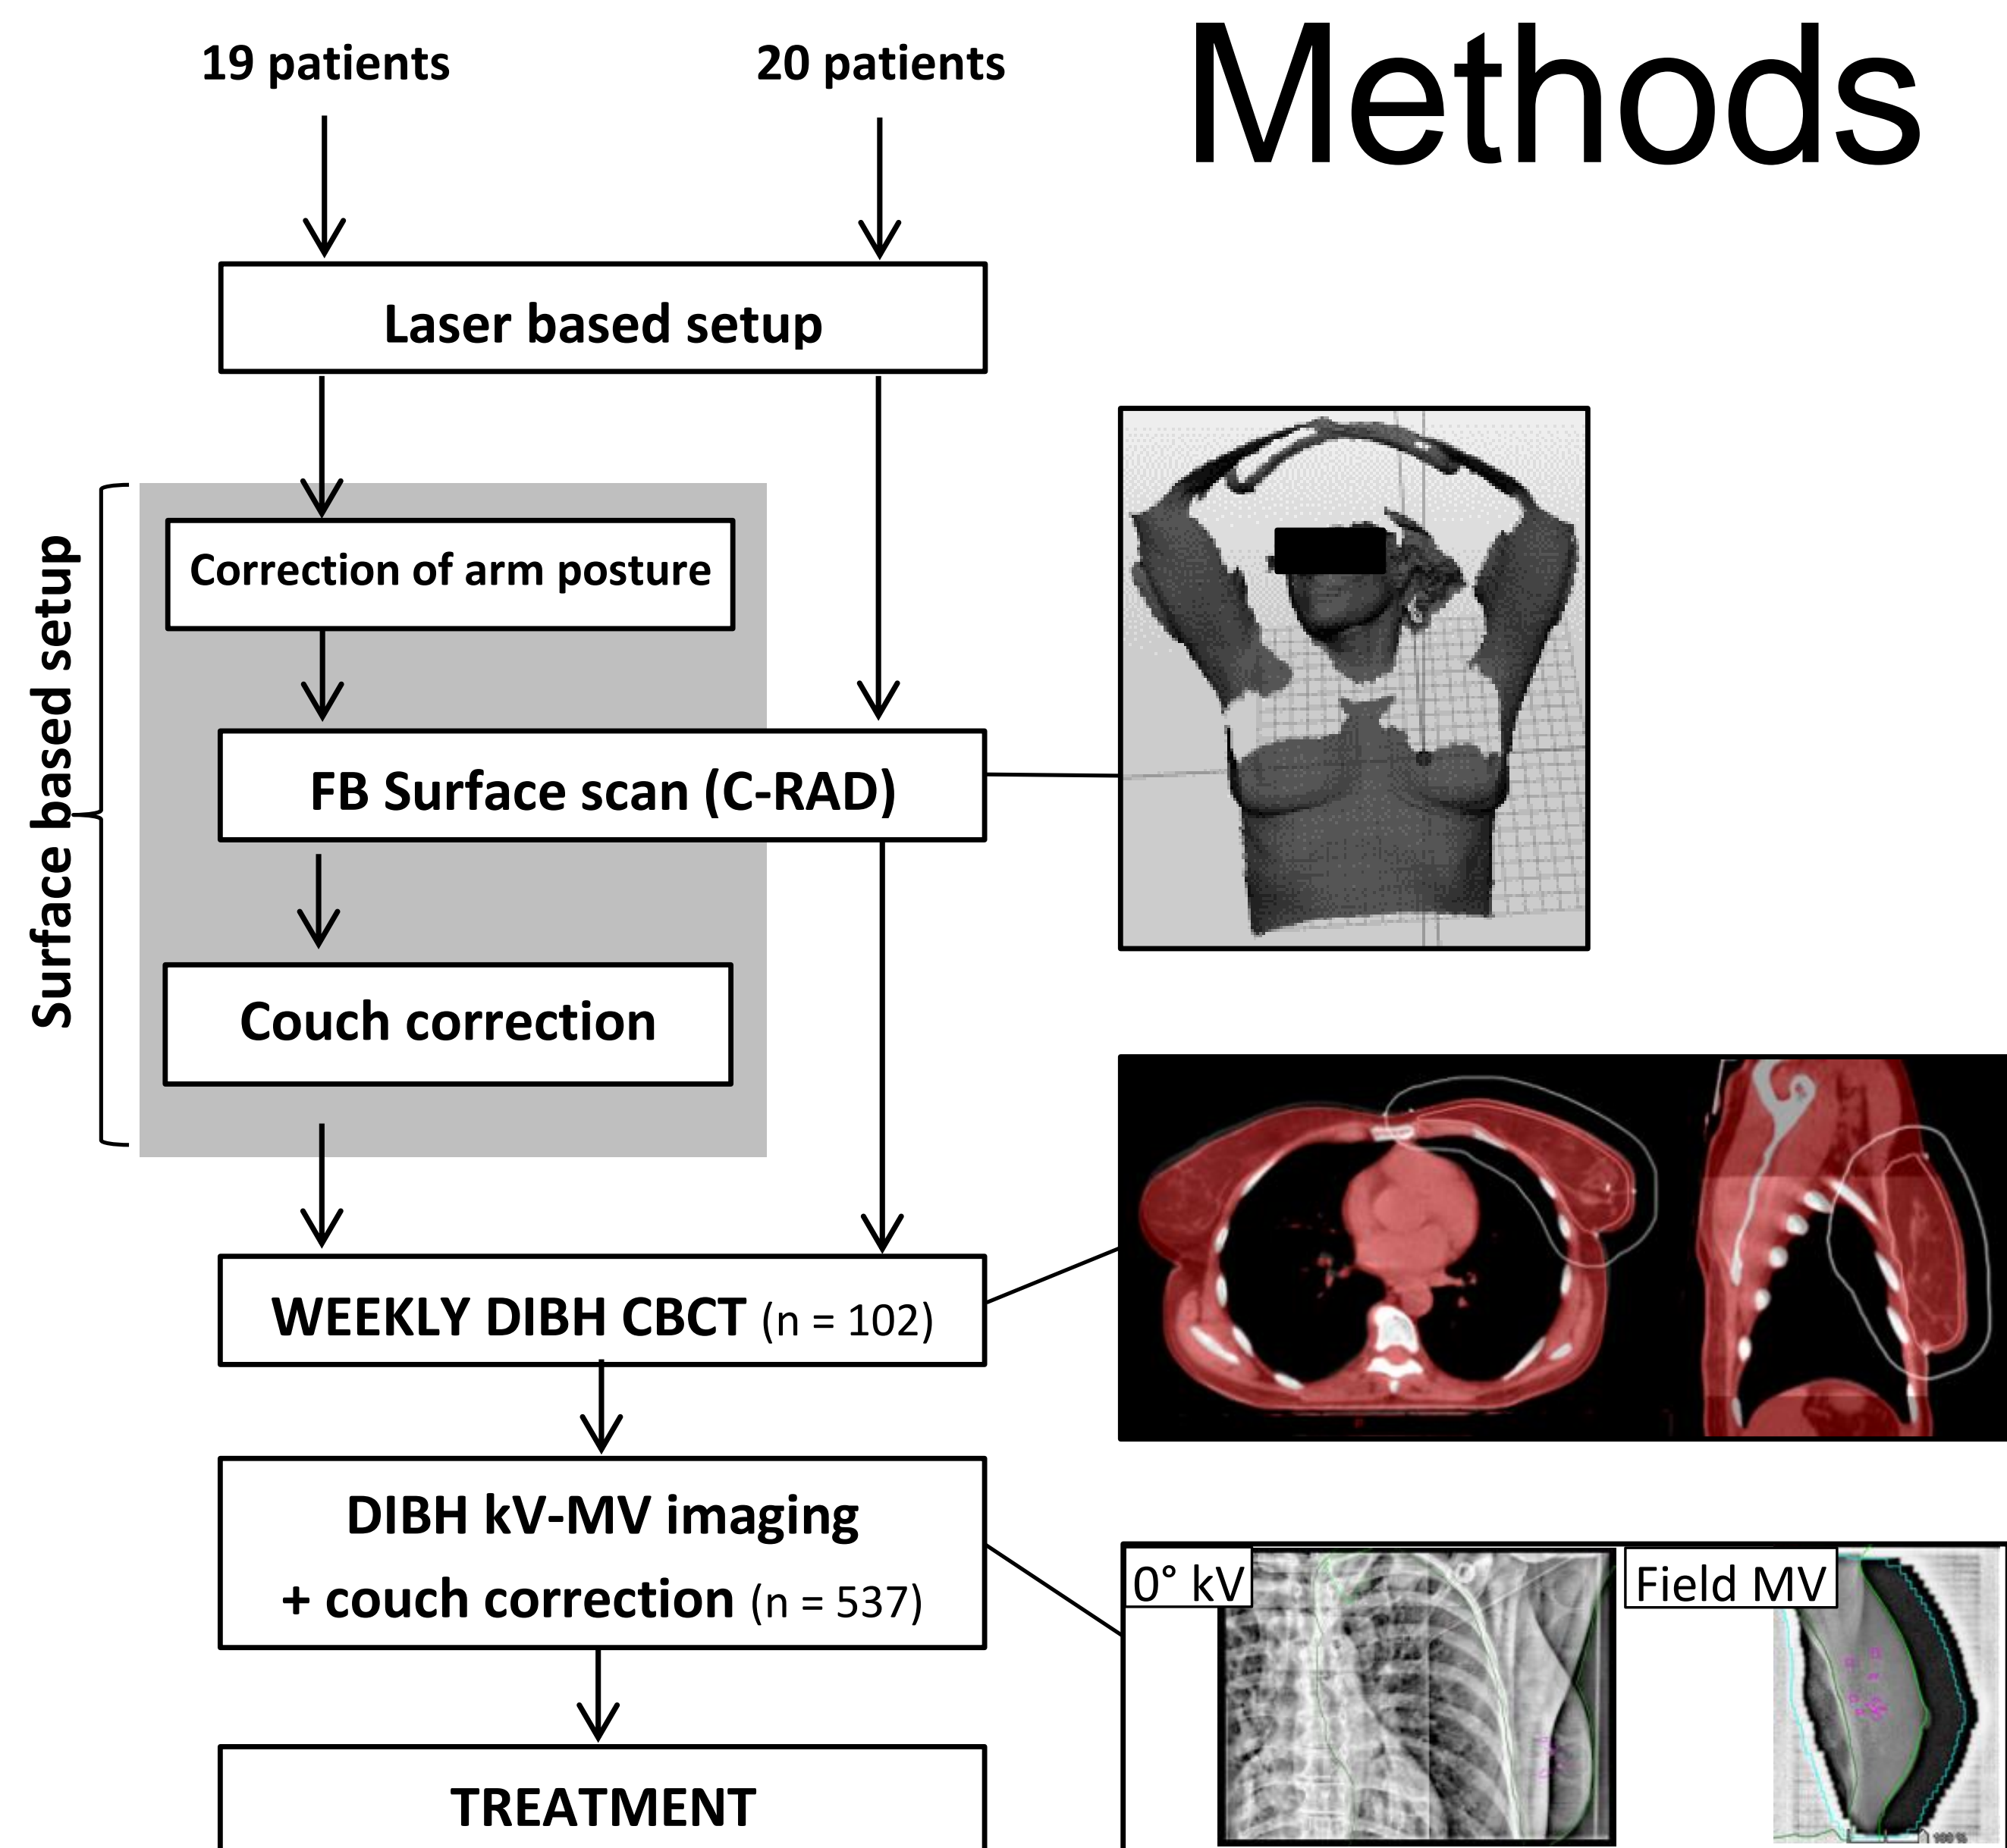 Methods
19 patients
20 patients
Laser based setup
Surface based setup
Correction of arm posture
FB Surface scan (C-RAD)
Couch correction
WEEKLY DIBH CBCT (n = 102)
DIBH kV-MV imaging
+ couch correction (n = 537)
0° kV
Field MV
100 %
TREATMENT